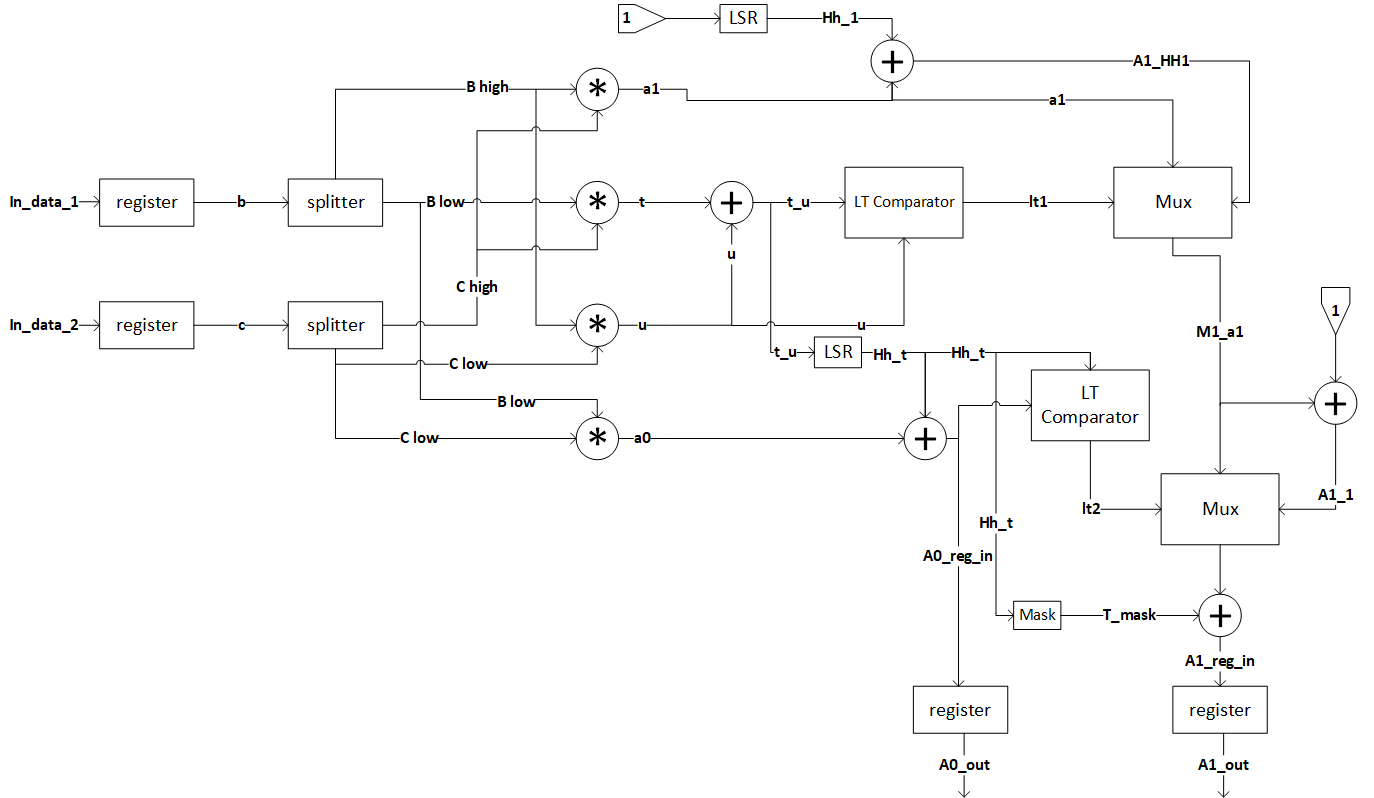 1
LSR
Hh_1
+
A1_HH1
B high
*
a1
a1
In_data_1
register
b
splitter
B low
*
t
+
t_u
LT Comparator
lt1
Mux
u
C high
In_data_2
register
c
splitter
*
u
u
M1_a1
1
t_u
LSR
Hh_t
Hh_t
C low
LT
Comparator
B low
+
C low
*
a0
+
lt2
Mux
A1_1
Hh_t
A0_reg_in
Mask
T_mask
+
A1_reg_in
register
register
A0_out
A1_out